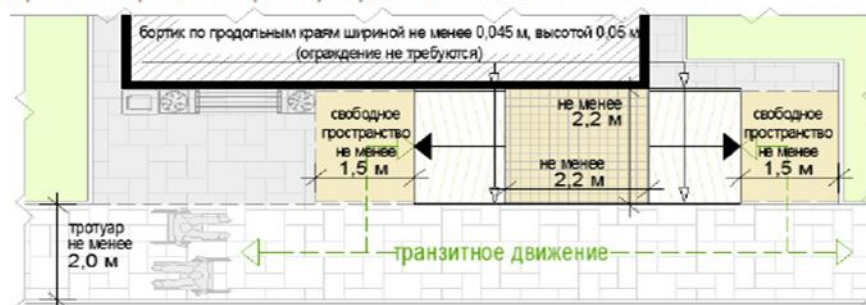 бортик по продольным краям шириной не менее 0,045 м, высотой 0,05 м
(ограждение не требуются)
свободное
пространство
не менее
1,5 м
не менее
2,2 м
не менее
2,2 м
свободное
пространство
не менее
1,5 м
тротуар
не менее
2,0 м
транзитное движение